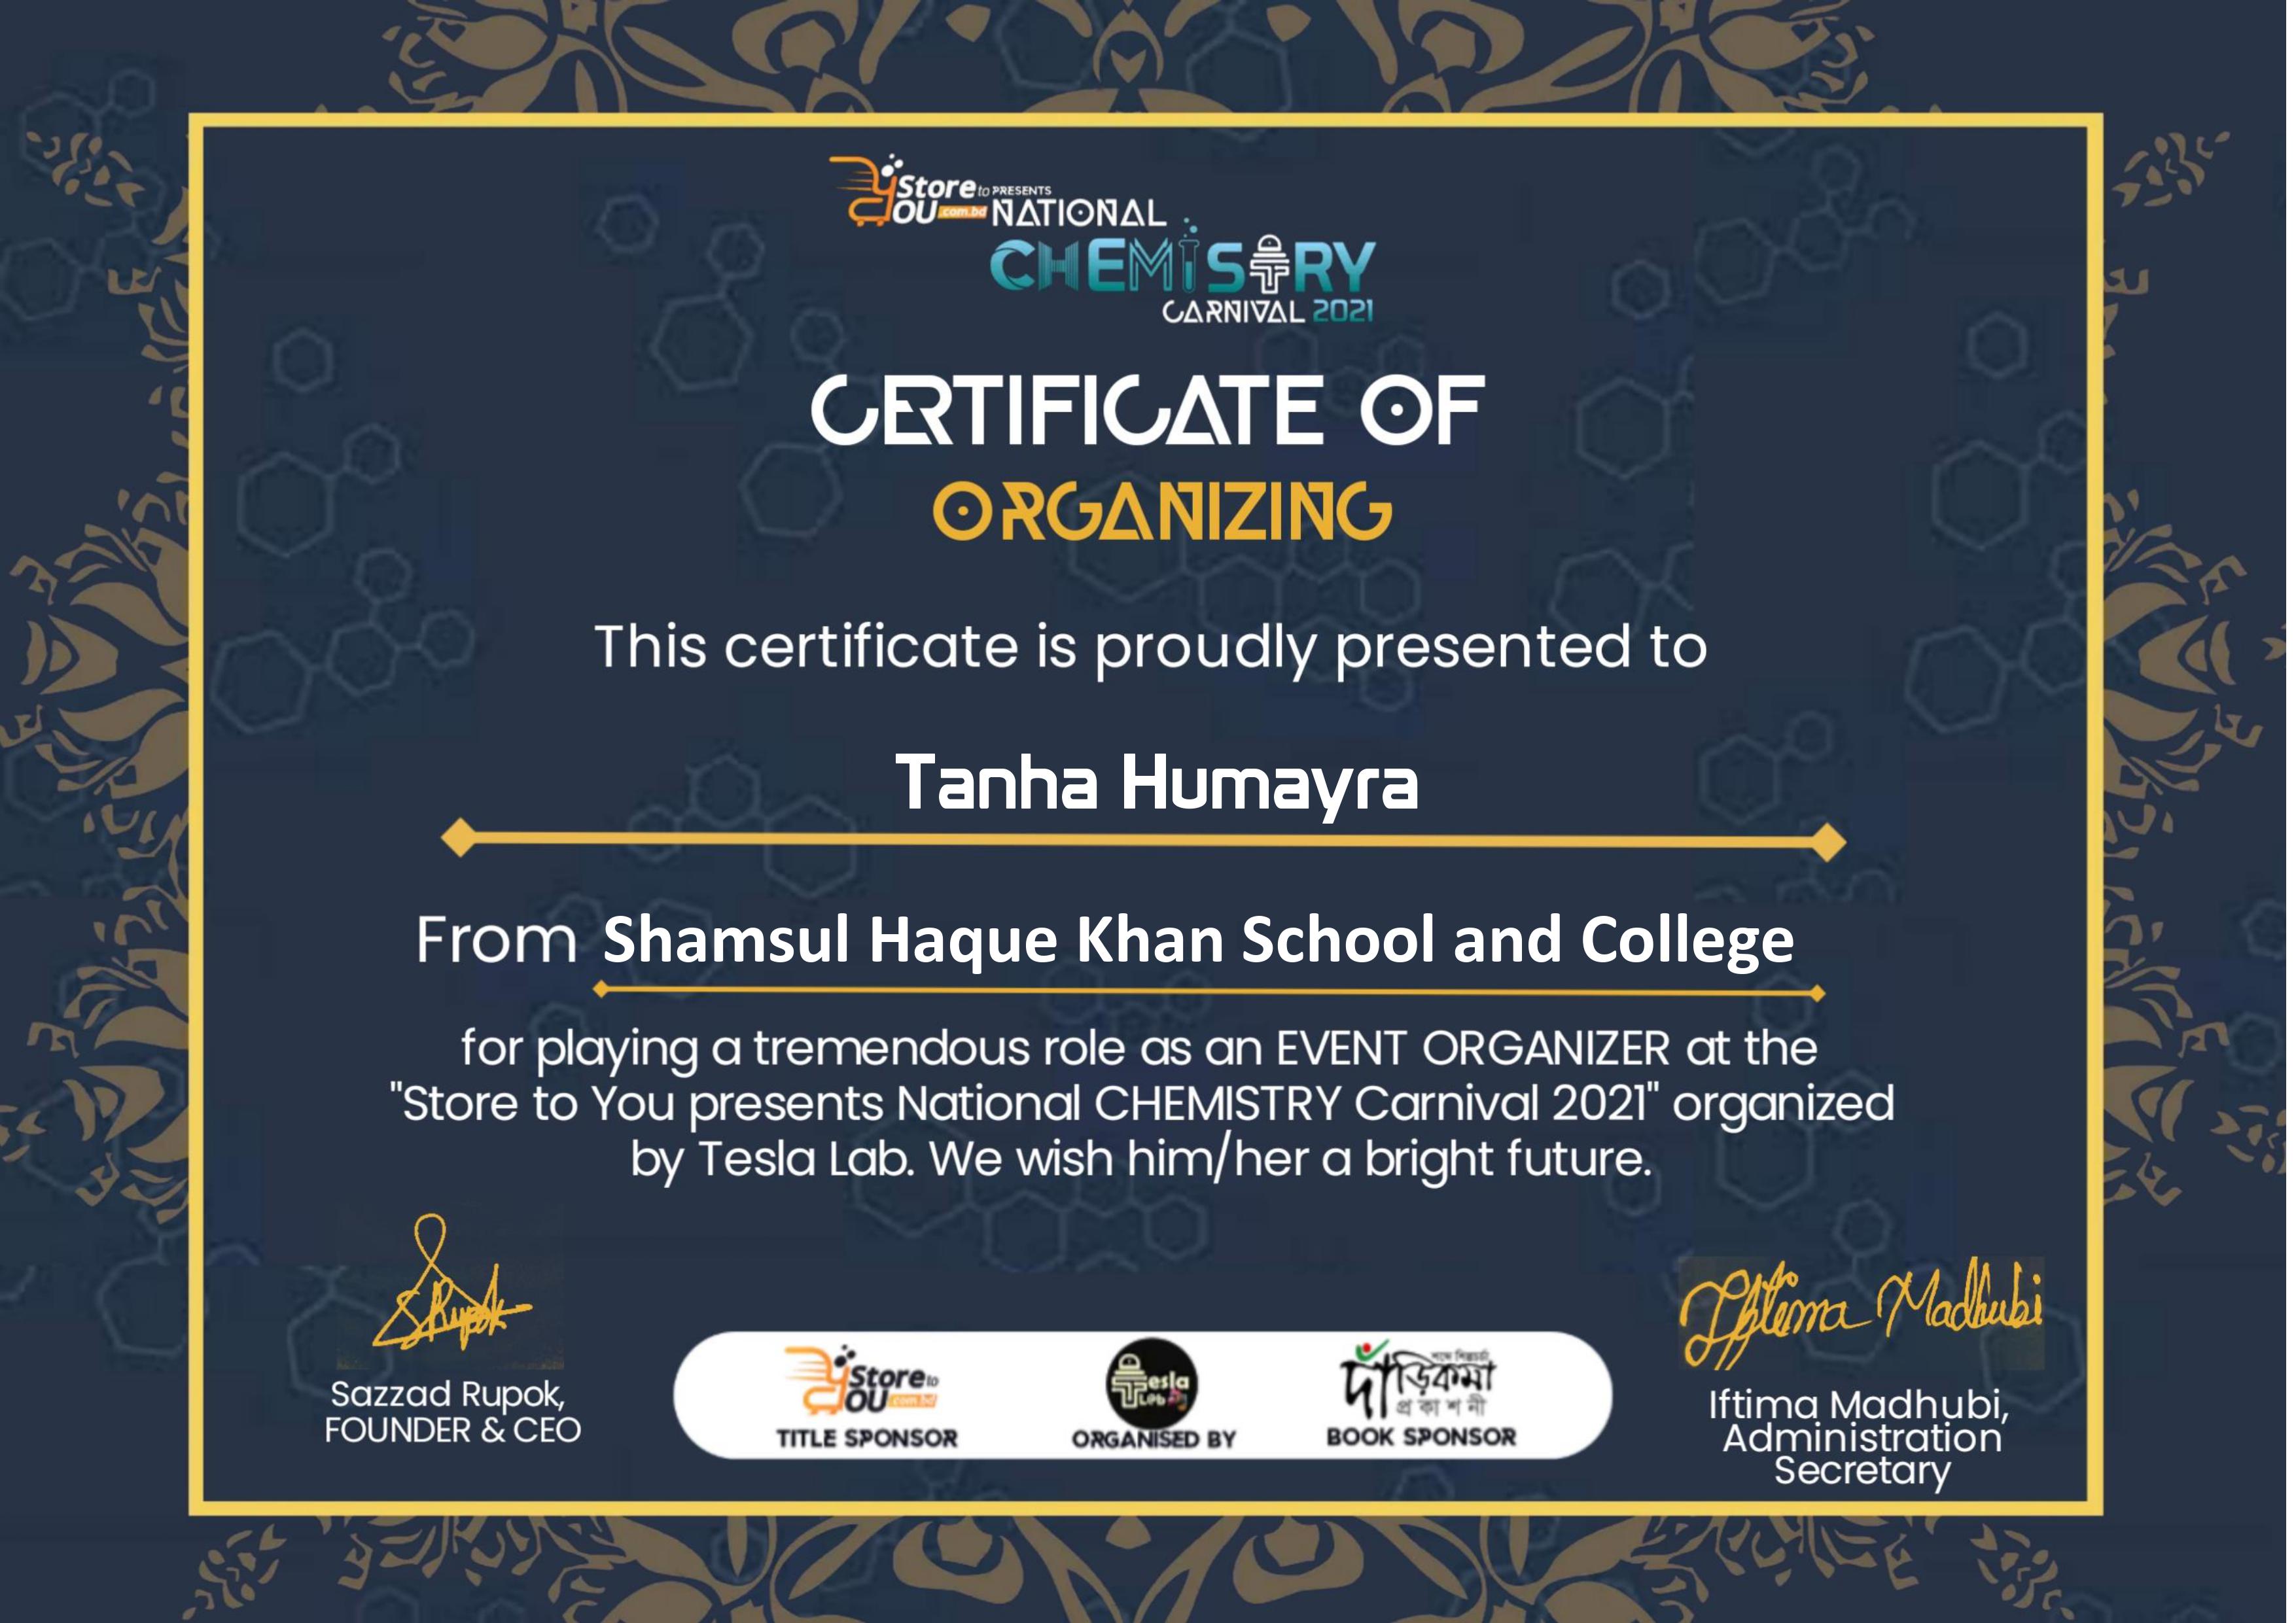 Store to PRESENTS
YOU .com.bd NATIONAL
CHEMISTRY
CARNIVAL 2021
CERTIFICATE OF
ORGANIZING
This certificate is proudly presented to
Tanha Humayra
From Shamsul Haque Khan School and College
for playing a tremendous role as an EVENT ORGANIZER at the
"Store to You presents National CHEMISTRY Carnival 2021" organized
by Tesla Lab. We wish him/her a bright future.
SRupok
Sazzad Rupok,
FOUNDER & CEO
Store to
YOU .com.bd
TITLE SPONSOR
Tesla
Lab
ORGANISED BY
দাঁড়িকমা
প্রকাশনী
BOOK SPONSOR
Iftima Madhubi
Iftima Madhubi,
Administration
Secretary